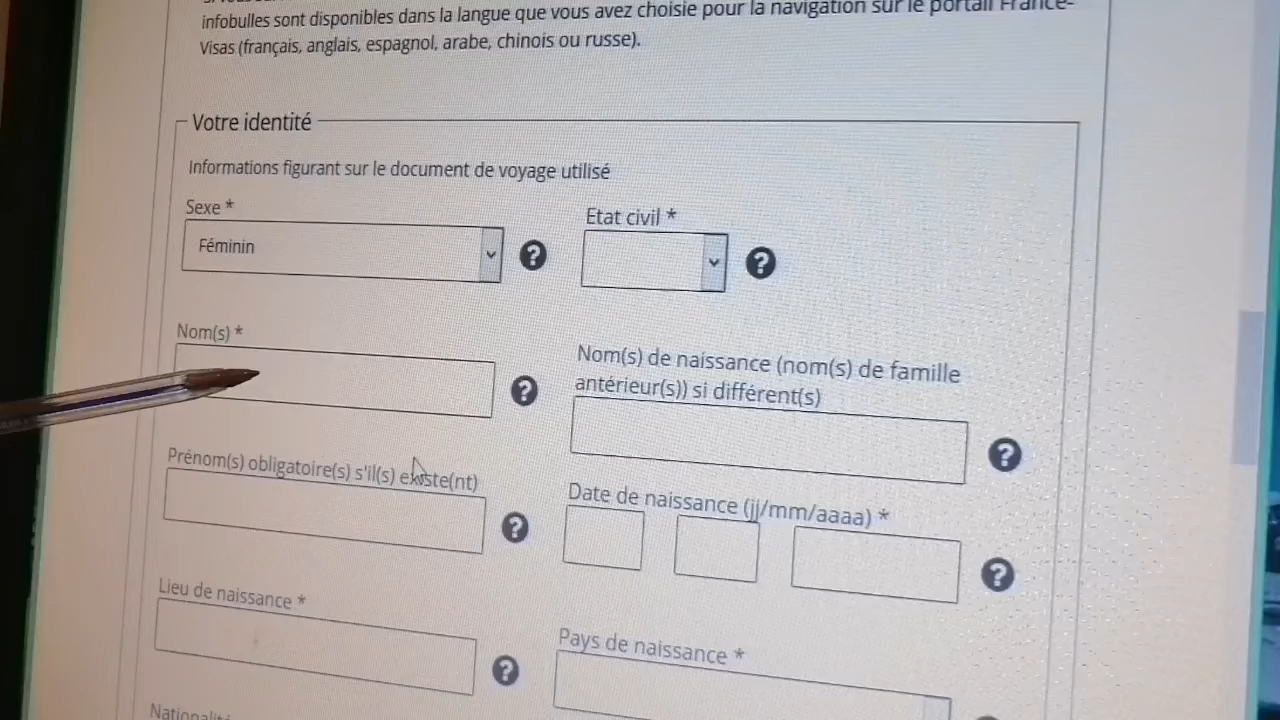 infobulles sont disponibles dans la langue que vous avez choisie pour la navigation sur le portail France-
Visas (français, anglais, espagnol, arabe, chinois ou russe).
Votre identité
Informations figurant sur le document de voyage utilisé
Sexe *
Etat civil *
Féminin
Nom(s) *
Nom(s) de naissance (nom(s) de famille
antérieur(s)) si différent(s)
Prénom(s) obligatoire(s) s'il(s) existe(nt)
Date de naissance (jj/mm/aaaa) *
Lieu de naissance *
Pays de naissance *
Nationalité